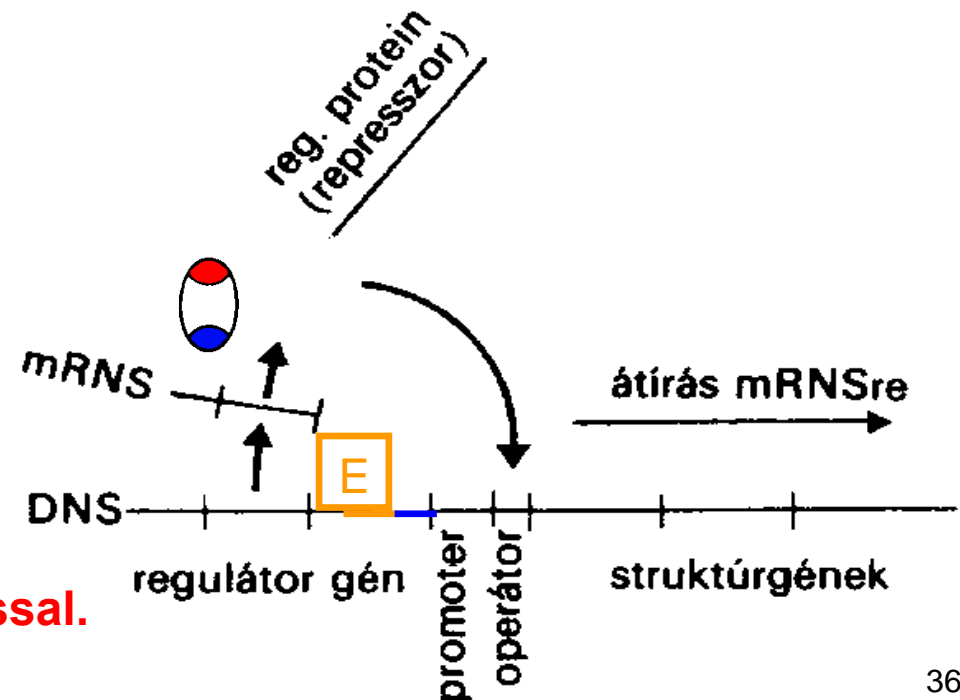 reg. protein
(represszor)
mRNS
átírás mRNSre
E
DNS
regulátor gén
promoter
operátor
struktúrgének
ssal.
36